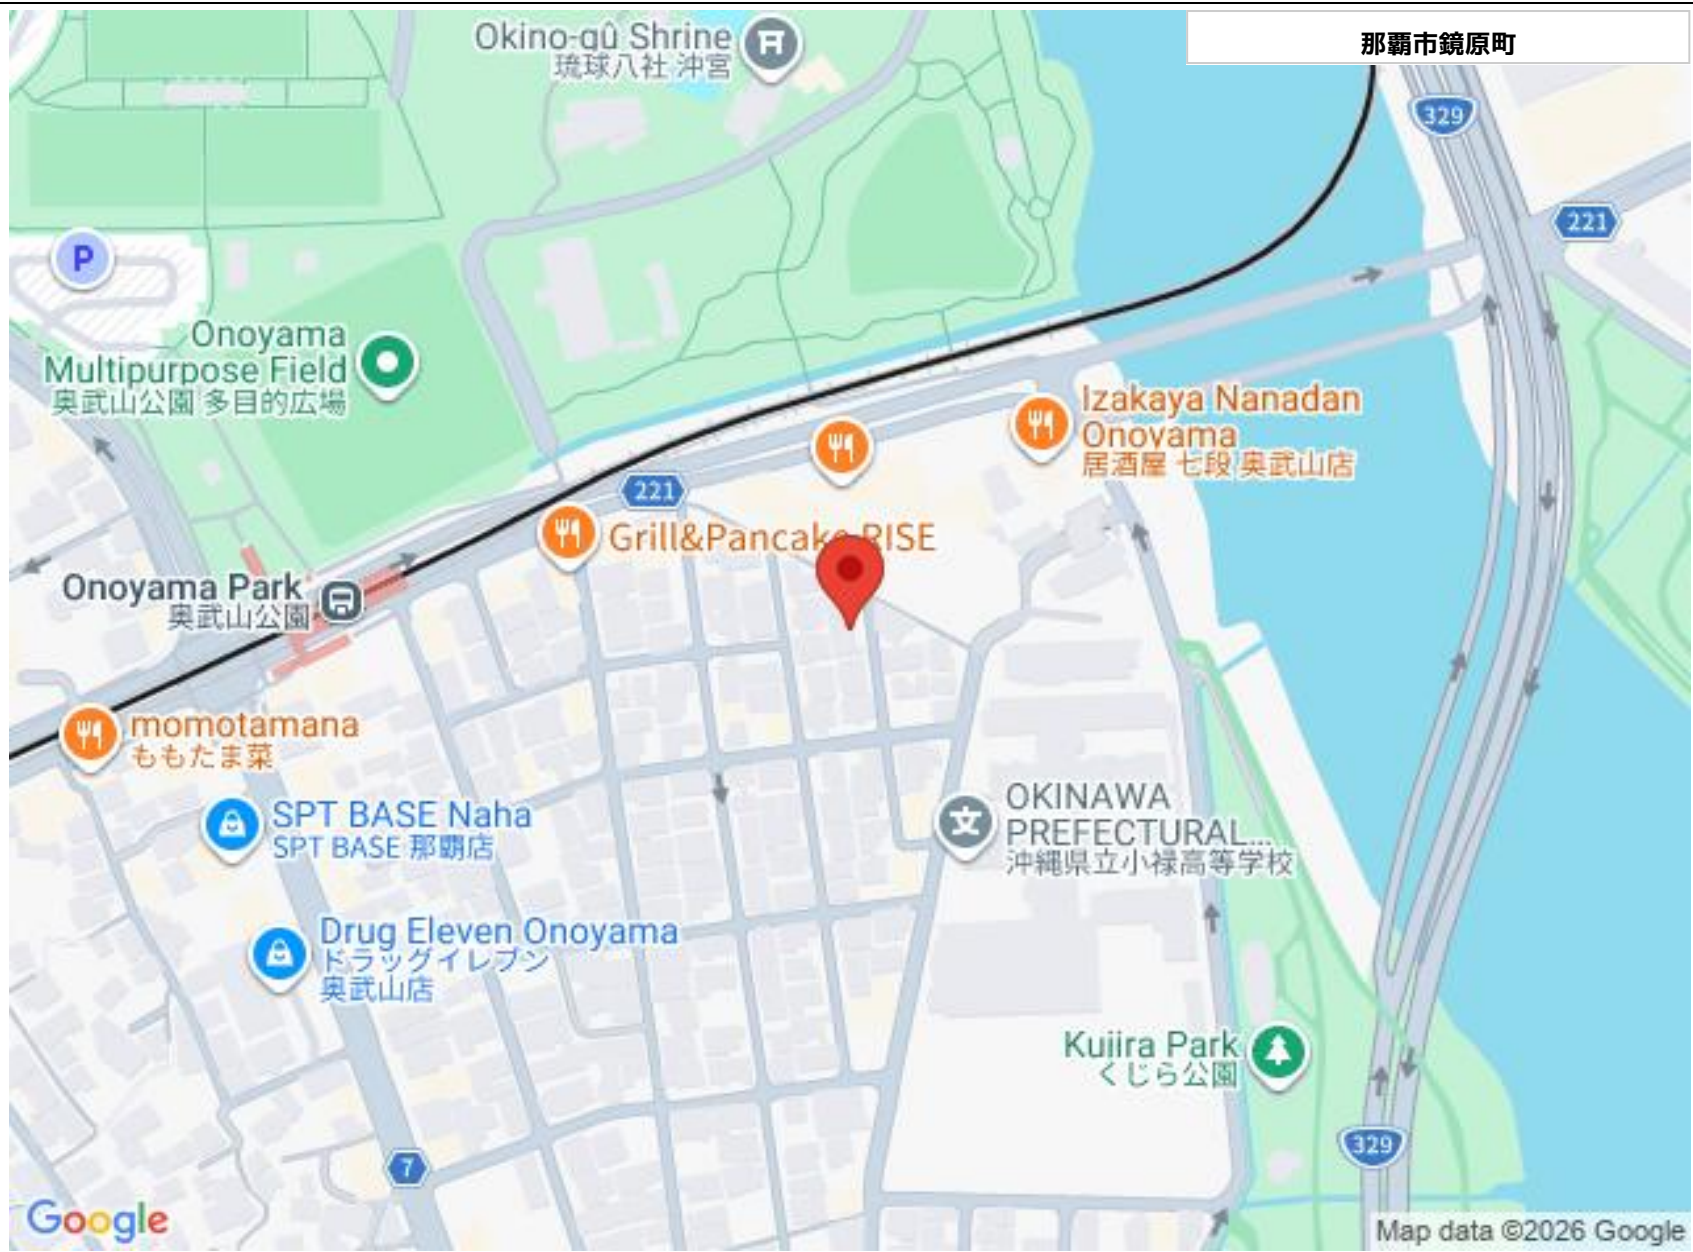 那覇市鏡原町
Okino-gū Shrine
琉球八社 沖宮
329
221
P
Onoyama
Multipurpose Field
奥武山公園 多目的広場
Izakaya Nanadan
Onoyama
居酒屋 七段 奥武山店
221
Grill&Pancake RISE
Onoyama Park
奥武山公園
momotamana
ももたま菜
SPT BASE Naha
SPT BASE 那覇店
OKINAWA
PREFECTURAL...
沖縄県立小禄高等学校
文
Drug Eleven Onoyama
ドラッグイレブン
奥武山店
Kujira Park
くじら公園
7
329
Google
Map data ©2026 Google